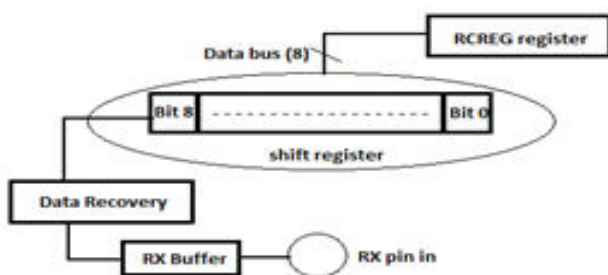 RCREG register
Data bus (8)
Bit 8
Bit 0
shift register
Data Recovery
RX Buffer
RX pin in